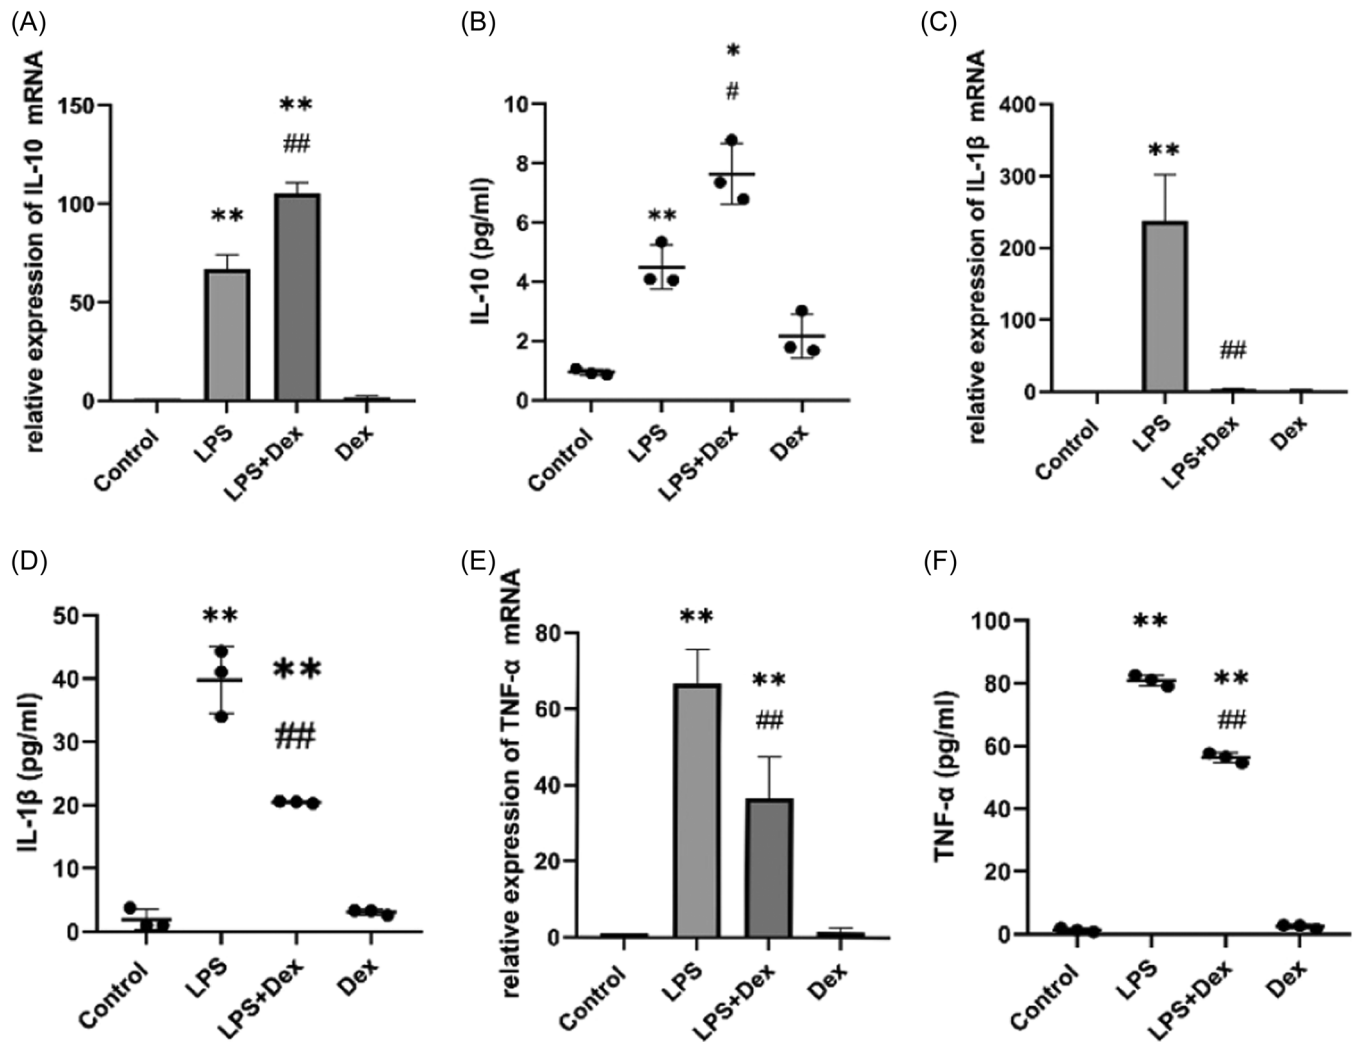 (A)
relative expression of IL-10 mRNA
150
100
50
0
**
**
##
Control
LPS
LPS+Dex
Dex
(B)
IL-10 (pg/ml)
10
8
6
4
2
0
**
*
#
Control
LPS
LPS+Dex
Dex
(C)
relative expression of IL-1β mRNA
400
300
200
100
0
**
##
Control
LPS
LPS+Dex
Dex
(D)
IL-1β (pg/ml)
50
40
30
20
10
0
**
**
##
Control
LPS
LPS+Dex
Dex
(E)
relative expression of TNF-α mRNA
80
60
40
20
0
**
**
##
Control
LPS
LPS+Dex
Dex
(F)
TNF-α (pg/ml)
100
80
60
40
20
0
**
**
##
Control
LPS
LPS+Dex
Dex